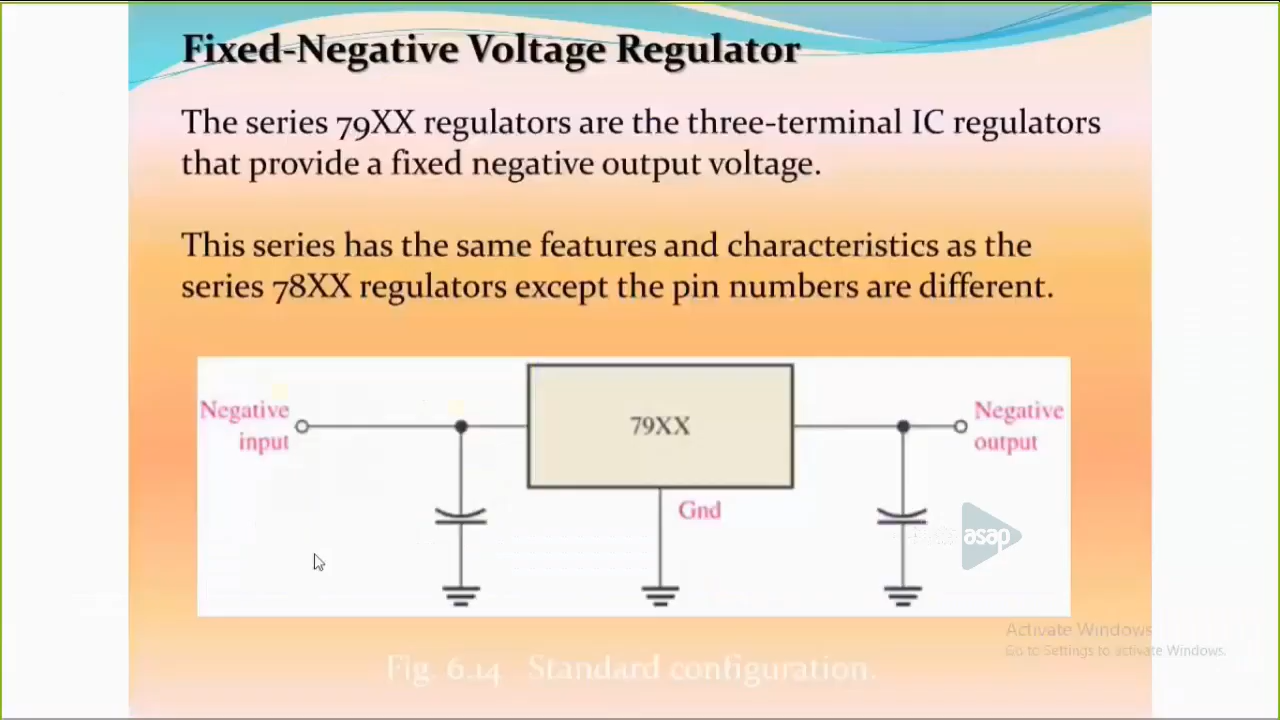 Fixed-Negative Voltage Regulator
The series 79XX regulators are the three-terminal IC regulators
that provide a fixed negative output voltage.
This series has the same features and characteristics as the
series 78XX regulators except the pin numbers are different.
Negative
input
79XX
Negative
output
Gnd
asap
Activate Windows
Go to Settings to activate Windows.
Fig. 6.14 Standard configuration.